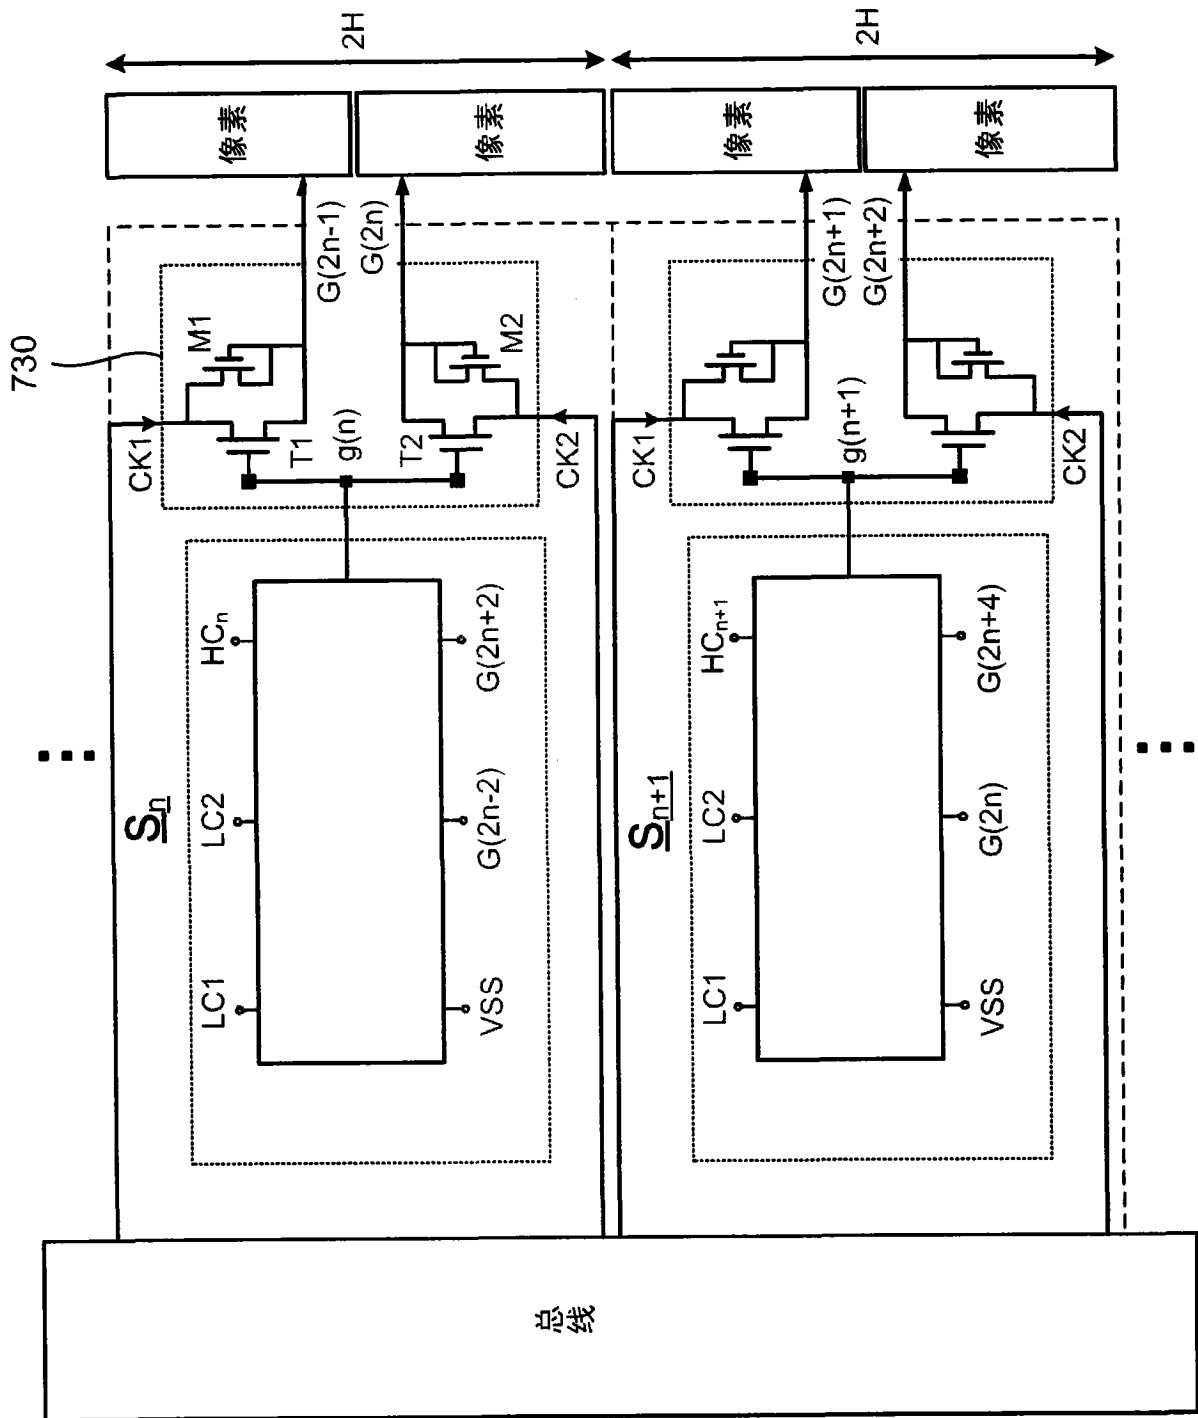 730
2H
2H
像素
像素
像素
像素
G(2n-1)
G(2n)
G(2n+1)
G(2n+2)
M1
M2
CK1
T1
g(n)
T2
CK2
CK1
g(n+1)
CK2
Sn
LC1
LC2
HCn
VSS
G(2n-2)
G(2n+2)
Sn+1
LC1
LC2
HCn+1
VSS
G(2n)
G(2n+4)
总线